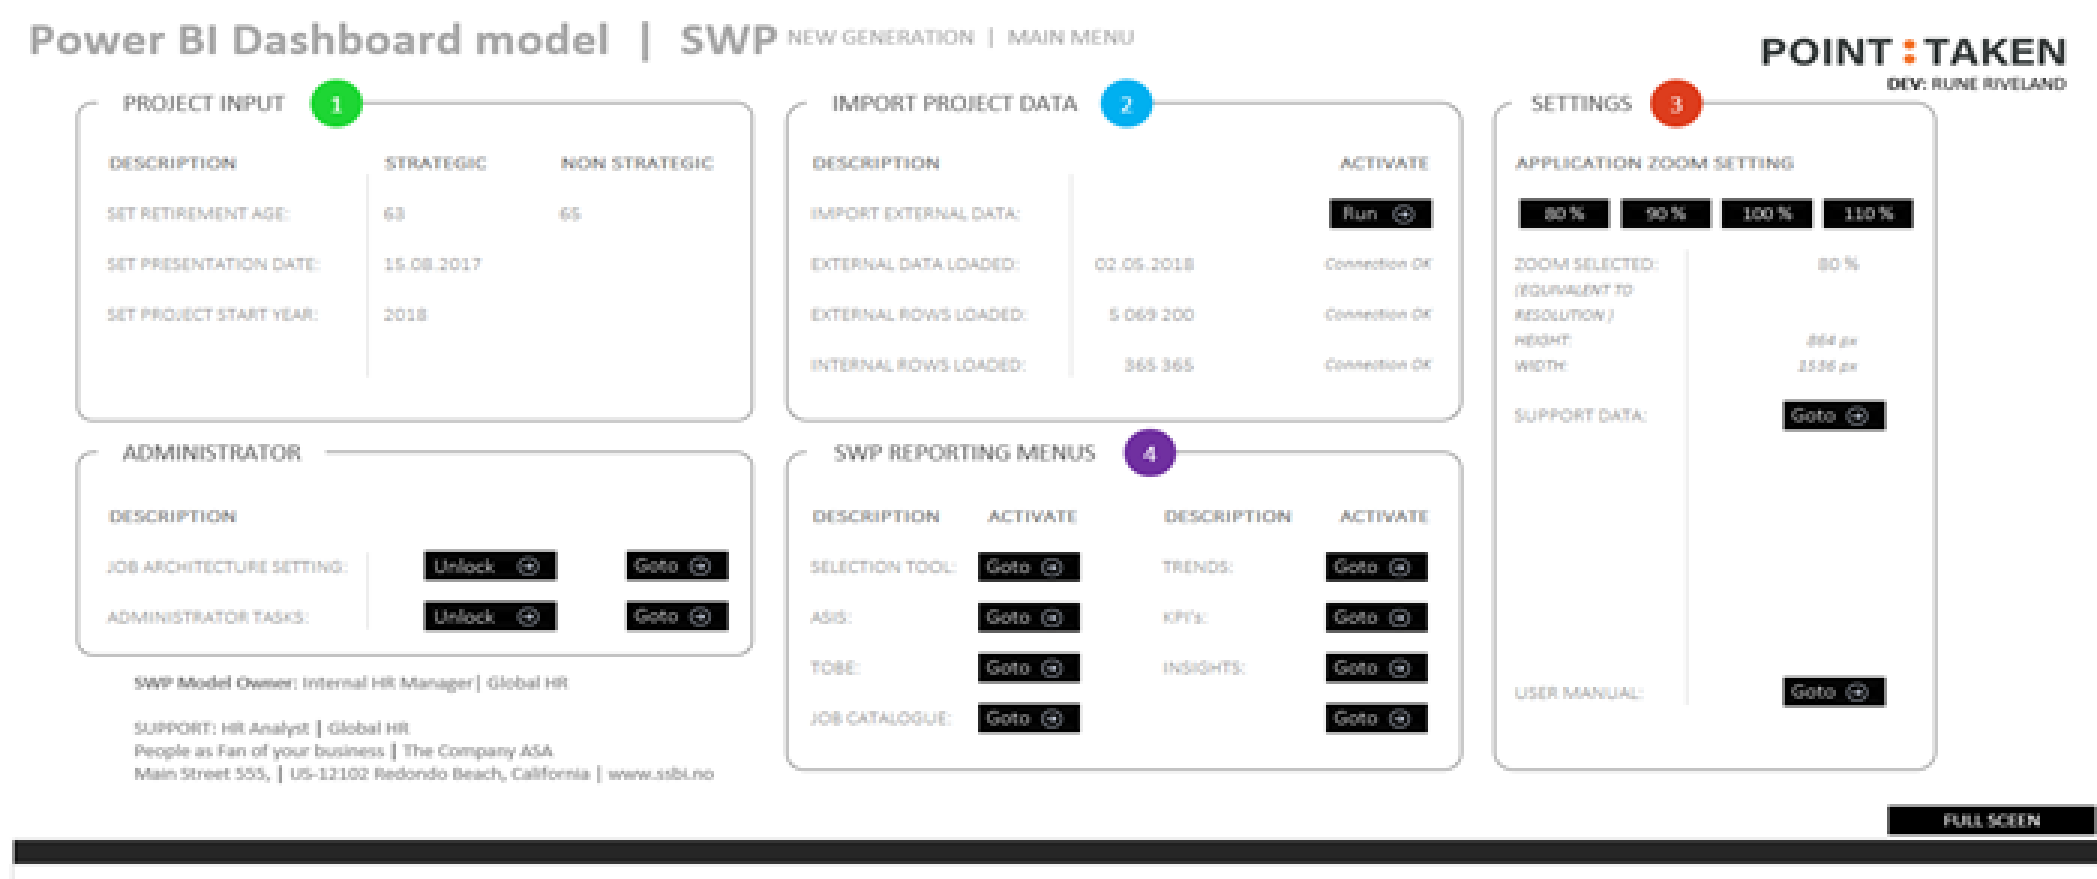 Power BI Dashboard model | SWP NEW GENERATION | MAIN MENU
POINT TAKEN
DEV: RUNE RIVELAND
PROJECT INPUT 1
DESCRIPTION STRATEGIC NON STRATEGIC
SET RETIREMENT AGE: 63 65
SET PRESENTATION DATE: 15.08.2017
SET PROJECT START YEAR: 2018
IMPORT PROJECT DATA 2
DESCRIPTION ACTIVATE
IMPORT EXTERNAL DATA: Run
EXTERNAL DATA LOADED: 02.05.2018 Connection OK
EXTERNAL ROWS LOADED: 5 069 200 Connection OK
INTERNAL ROWS LOADED: 365 365 Connection OK
SETTINGS 3
APPLICATION ZOOM SETTING
80 % 90 % 100 % 110 %
ZOOM SELECTED: 80 %
(EQUIVALENT TO
RESOLUTION )
HEIGHT: 864 px
WIDTH: 1536 px
SUPPORT DATA: Goto
USER MANUAL: Goto
ADMINISTRATOR
DESCRIPTION
JOB ARCHITECTURE SETTING: Unlock Goto
ADMINISTRATOR TASKS: Unlock Goto
SWP REPORTING MENUS 4
DESCRIPTION ACTIVATE DESCRIPTION ACTIVATE
SELECTION TOOL: Goto TRENDS: Goto
ASIS: Goto KPI's: Goto
TOBE: Goto INSIGHTS: Goto
JOB CATALOGUE: Goto Goto
SWP Model Owner: Internal HR Manager| Global HR
SUPPORT: HR Analyst | Global HR
People as Fan of your business | The Company ASA
Main Street 555, | US-12102 Redondo Beach, California | www.ssbi.no
FULL SCEEN